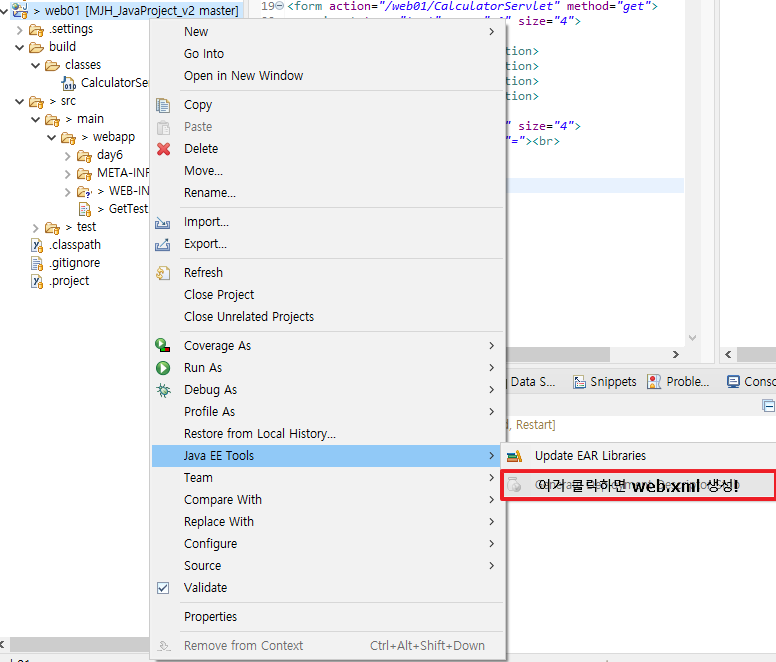 > web01 [MJH_JavaProject_v2 master]
.settings
build
classes
CalculatorSer
> src
> main
> webapp
day6
META-INF
> WEB-IN
> GetTest
> test
.classpath
.gitignore
.project
19 <form action="/web01/CalculatorServlet" method="get">
size="4">
tion>
tion>
tion>
tion>
" size="4">
"="><br>
New
Go Into
Open in New Window
Copy
Paste
Delete
Move...
Rename...
Import...
Export...
Refresh
Close Project
Close Unrelated Projects
Coverage As
Run As
Debug As
Profile As
Restore from Local History...
Java EE Tools
Team
Compare With
Replace With
Configure
Source
Validate
Properties
Remove from Context Ctrl+Alt+Shift+Down
Data S...
Snippets
Proble...
Conso
d, Restart]
Update EAR Libraries
이거 클릭하면 web.xml 생성!